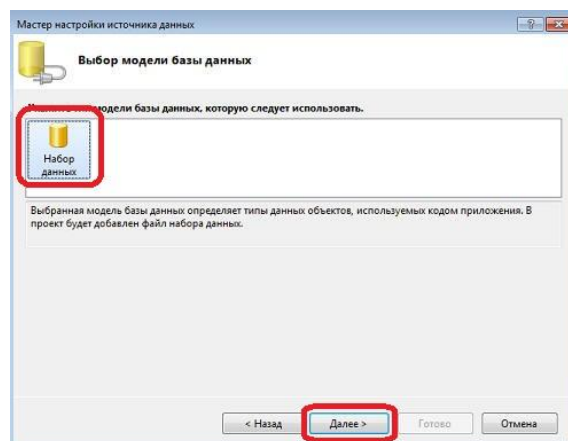 Мастер настройки источника данных
Выбор модели базы данных
модели базы данных, которую следует использовать.
Набор
данных
Выбранная модель базы данных определяет типы данных объектов, используемых кодом приложения. В
проект будет добавлен файл набора данных.
< Назад Далее > Готово Отмена